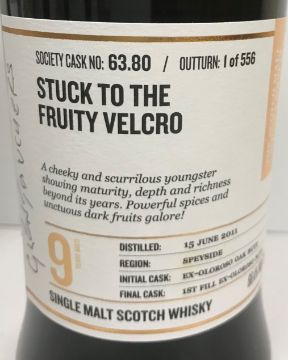 SOCIETY CASK NO: 63.80 / OUTTURN: 1 of 556
STUCK TO THE
FRUITY VELCRO
A cheeky and scurrilous youngster
showing maturity, depth and richness
beyond its years. Powerful spices and
unctuous dark fruits galore!
9
DISTILLED: 15 JUNE 2011
REGION: SPEYSIDE
INITIAL CASK: EX-OLOROSO OAK
FINAL CASK: 1ST FILL EX-OLOROSO
SINGLE MALT SCOTCH WHISKY